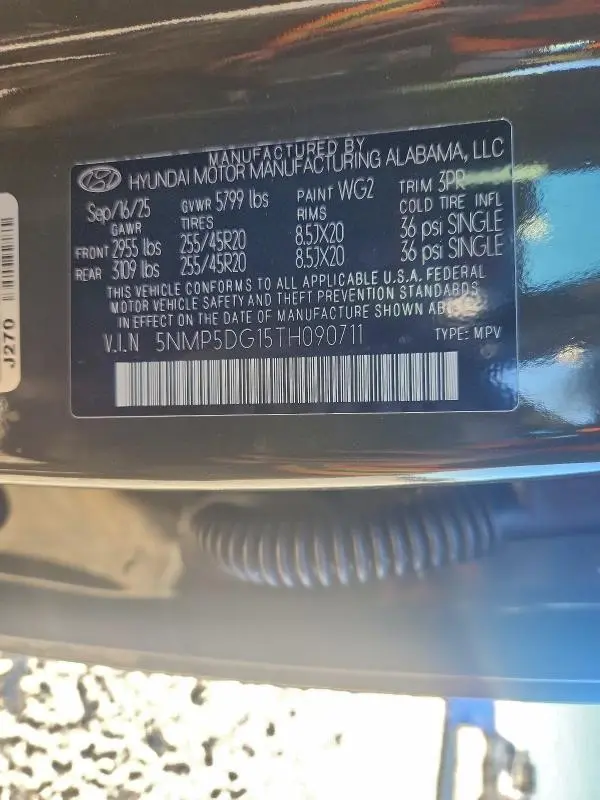 MANUFACTURED BY
HYUNDAI MOTOR MANUFACTURING ALABAMA, LLC
Sep/16/25 GVWR 5799 lbs PAINT WG2 TRIM 3PR
GAWR TIRES RIMS COLD TIRE INFL
FRONT 2955 lbs 255/45R20 8.5JX20 36 psi SINGLE
REAR 3109 lbs 255/45R20 8.5JX20 36 psi SINGLE
THIS VEHICLE CONFORMS TO ALL APPLICABLE U.S.A. FEDERAL
MOTOR VEHICLE SAFETY AND THEFT PREVENTION STANDARDS
IN EFFECT ON THE DATE OF MANUFACTURE SHOWN ABOVE.
V.I.N 5NMP5DG15TH090711 TYPE: MPV
J270